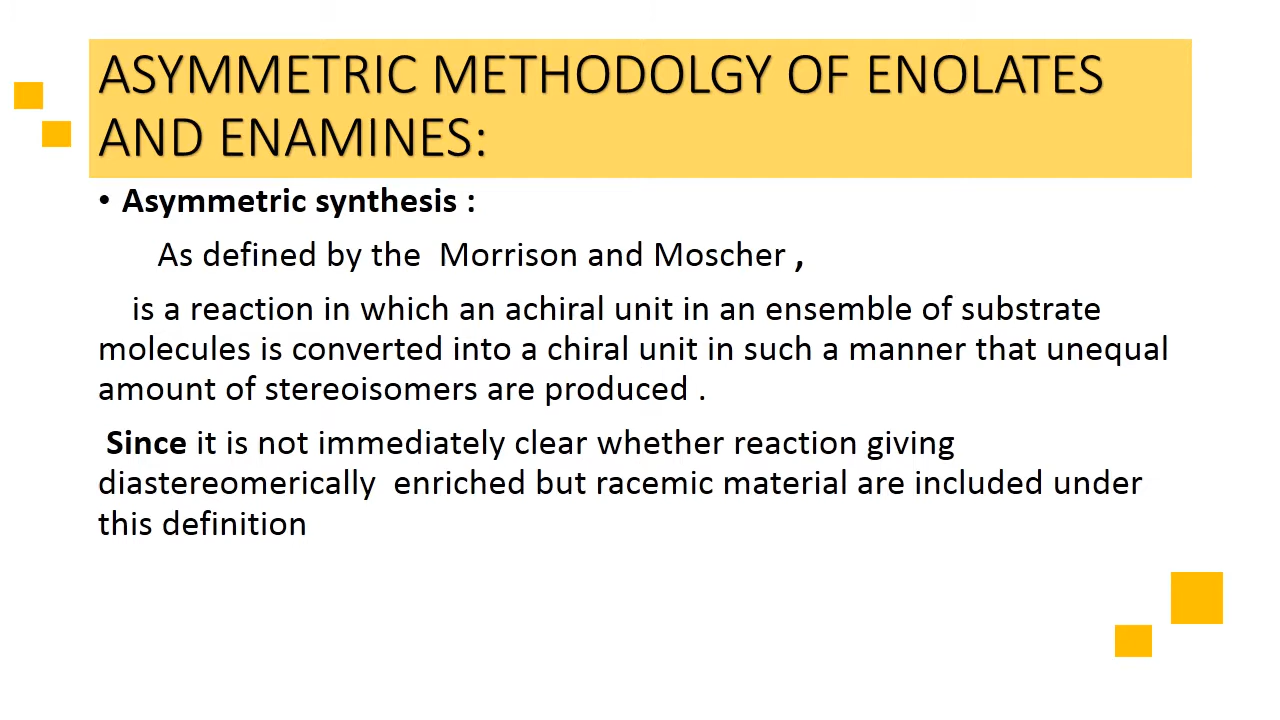 ASYMMETRIC METHODOLGY OF ENOLATES
AND ENAMINES:
• Asymmetric synthesis :
As defined by the Morrison and Moscher ,
is a reaction in which an achiral unit in an ensemble of substrate
molecules is converted into a chiral unit in such a manner that unequal
amount of stereoisomers are produced .
Since it is not immediately clear whether reaction giving
diastereomerically enriched but racemic material are included under
this definition